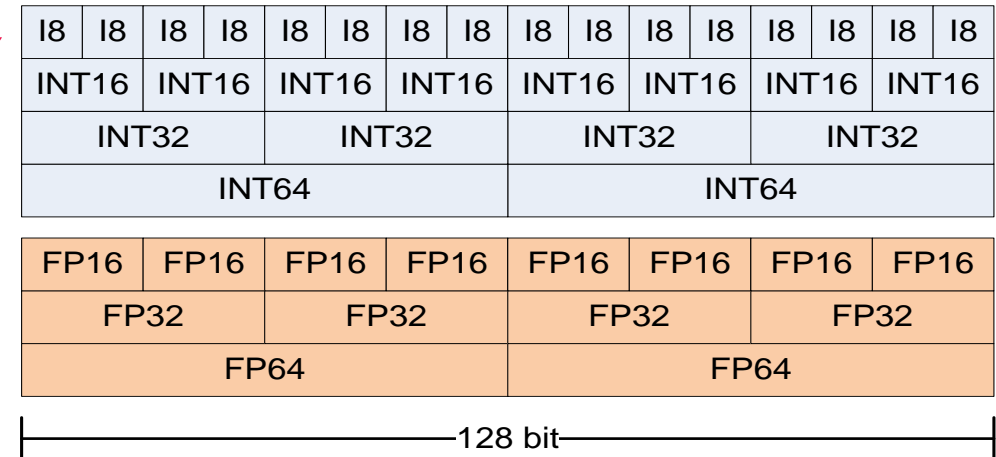 I8 I8 I8 I8 I8 I8 I8 I8 I8 I8 I8 I8 I8 I8 I8 I8
INT16 INT16 INT16 INT16 INT16 INT16 INT16 INT16
INT32 INT32 INT32 INT32
INT64 INT64
FP16 FP16 FP16 FP16 FP16 FP16 FP16 FP16
FP32 FP32 FP32 FP32
FP64 FP64
128 bit